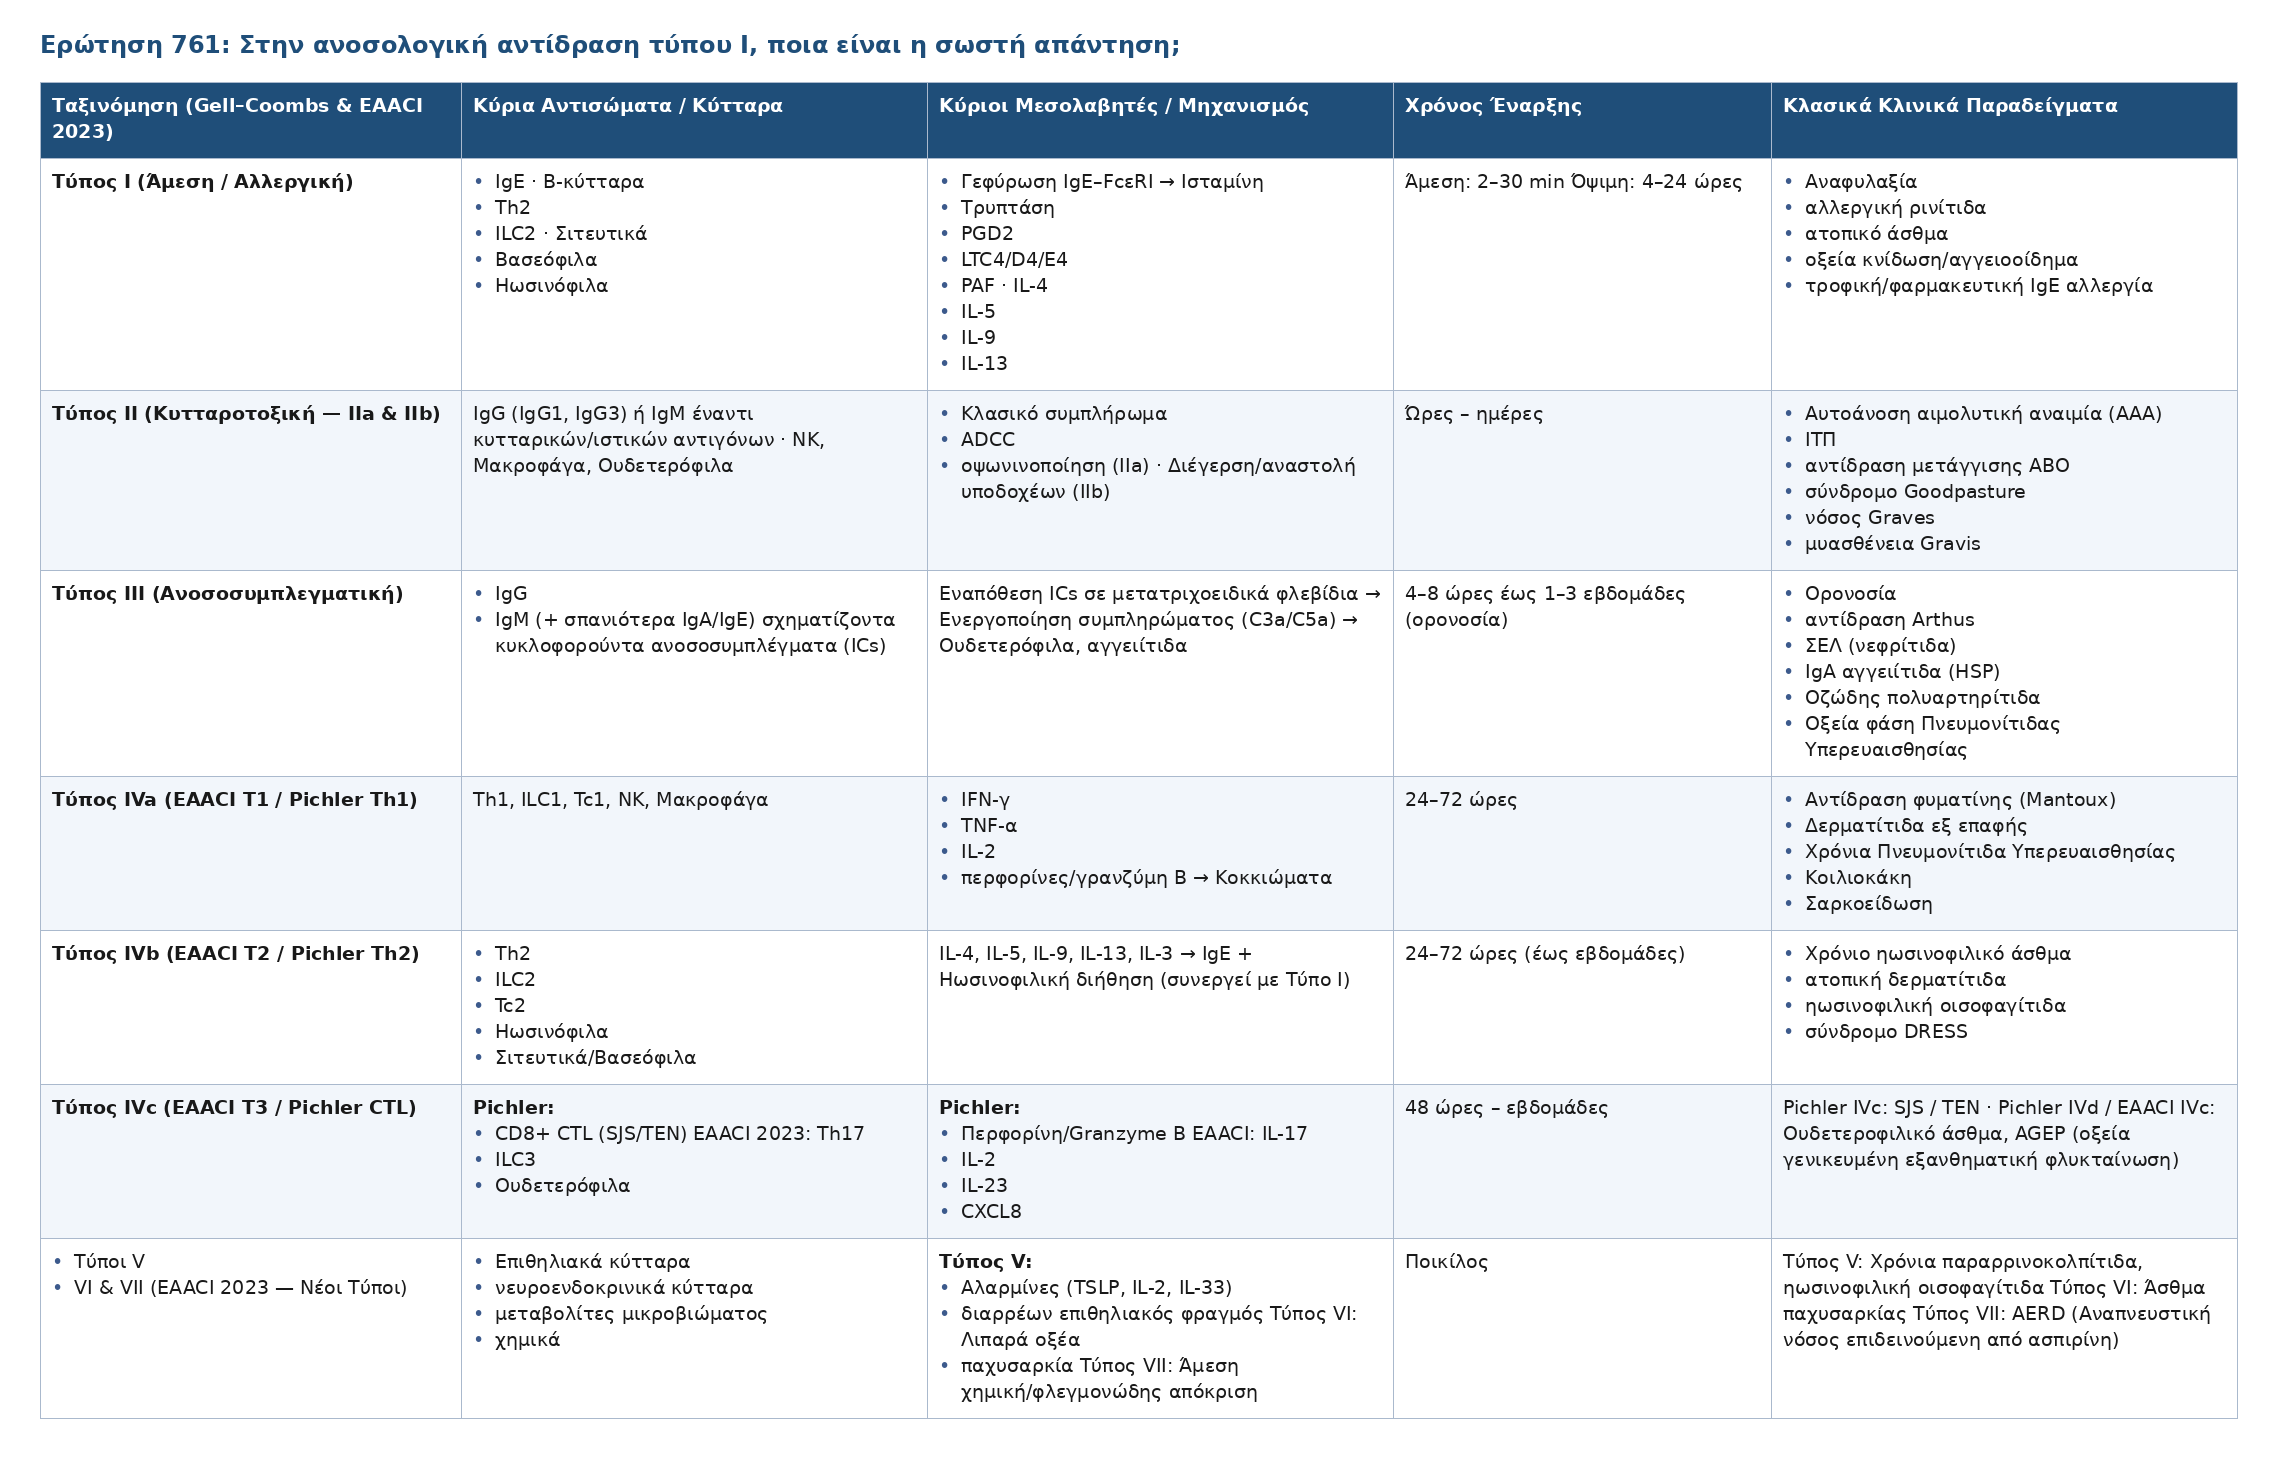 Ερώτηση 761: Στην ανοσολογική αντίδραση τύπου I, ποια είναι η σωστή απάντηση;
Ταξινόμηση (Gell–Coombs & EAACI
2023)
Κύρια Αντισώματα / Κύτταρα
Κύριοι Μεσολαβητές / Μηχανισμός
Χρόνος Έναρξης
Κλασικά Κλινικά Παραδείγματα
Τύπος I (Άμεση / Αλλεργική)
• IgE · Β-κύτταρα
• Th2
• ILC2 · Σιτευτικά
• Βασεόφιλα
• Ηωσινόφιλα
• Γεφύρωση IgE–FcεRI → Ισταμίνη
• Τρυπτάση
• PGD2
• LTC4/D4/E4
• PAF · IL-4
• IL-5
• IL-9
• IL-13
Άμεση: 2–30 min Όψιμη: 4–24 ώρες
• Αναφυλαξία
• αλλεργική ρινίτιδα
• ατοπικό άσθμα
• οξεία κνίδωση/αγγειοοίδημα
• τροφική/φαρμακευτική IgE αλλεργία
Τύπος II (Κυτταροτοξική — IIa & IIb)
IgG (IgG1, IgG3) ή IgM έναντι
κυτταρικών/ιστικών αντιγόνων · NK,
Μακροφάγα, Ουδετερόφιλα
• Κλασικό συμπλήρωμα
• ADCC
• οψωνινοποίηση (IIa) · Διέγερση/αναστολή
υποδοχέων (IIb)
Ώρες – ημέρες
• Αυτοάνοση αιμολυτική αναιμία (ΑΑΑ)
• ΙΤΠ
• αντίδραση μετάγγισης ABO
• σύνδρομο Goodpasture
• νόσος Graves
• μυασθένεια Gravis
Τύπος III (Ανοσοσυμπλεγματική)
• IgG
• IgM (+ σπανιότερα IgA/IgE) σχηματίζοντα
κυκλοφορούντα ανοσοσυμπλέγματα (ICs)
Εναπόθεση ICs σε μετατριχοειδικά φλεβίδια →
Ενεργοποίηση συμπληρώματος (C3a/C5a) →
Ουδετερόφιλα, αγγειίτιδα
4–8 ώρες έως 1–3 εβδομάδες
(ορονοσία)
• Ορονοσία
• αντίδραση Arthus
• ΣΕΛ (νεφρίτιδα)
• IgA αγγειίτιδα (HSP)
• Οζώδης πολυαρτηρίτιδα
• Οξεία φάση Πνευμονίτιδας
Υπερευαισθησίας
Τύπος IVa (EAACI T1 / Pichler Th1)
Th1, ILC1, Tc1, NK, Μακροφάγα
• IFN-γ
• TNF-α
• IL-2
• περφορίνες/γρανζύμη Β → Κοκκιώματα
24–72 ώρες
• Αντίδραση φυματίνης (Mantoux)
• Δερματίτιδα εξ επαφής
• Χρόνια Πνευμονίτιδα Υπερευαισθησίας
• Κοιλιοκάκη
• Σαρκοείδωση
Τύπος IVb (EAACI T2 / Pichler Th2)
• Th2
• ILC2
• Tc2
• Ηωσινόφιλα
• Σιτευτικά/Βασεόφιλα
IL-4, IL-5, IL-9, IL-13, IL-3 → IgE +
Ηωσινοφιλική διήθηση (συνεργεί με Τύπο I)
24–72 ώρες (έως εβδομάδες)
• Χρόνιο ηωσινοφιλικό άσθμα
• ατοπική δερματίτιδα
• ηωσινοφιλική οισοφαγίτιδα
• σύνδρομο DRESS
Τύπος IVc (EAACI T3 / Pichler CTL)
Pichler:
• CD8+ CTL (SJS/TEN) EAACI 2023: Th17
• ILC3
• Ουδετερόφιλα
Pichler:
• Περφορίνη/Granzyme B EAACI: IL-17
• IL-2
• IL-23
• CXCL8
48 ώρες – εβδομάδες
Pichler IVc: SJS / TEN · Pichler IVd / EAACI IVc:
Ουδετεροφιλικό άσθμα, AGEP (οξεία
γενικευμένη εξανθηματική φλυκταίνωση)
• Τύποι V
• VI & VII (EAACI 2023 — Νέοι Τύποι)
• Επιθηλιακά κύτταρα
• νευροενδοκρινικά κύτταρα
• μεταβολίτες μικροβιώματος
• χημικά
Τύπος V:
• Αλαρμίνες (TSLP, IL-2, IL-33)
• διαρρέων επιθηλιακός φραγμός Τύπος VI:
Λιπαρά οξέα
• παχυσαρκία Τύπος VII: Άμεση
χημική/φλεγμονώδης απόκριση
Ποικίλος
Τύπος V: Χρόνια παραρρινοκολπίτιδα,
ηωσινοφιλική οισοφαγίτιδα Τύπος VI: Άσθμα
παχυσαρκίας Τύπος VII: AERD (Αναπνευστική
νόσος επιδεινούμενη από ασπιρίνη)